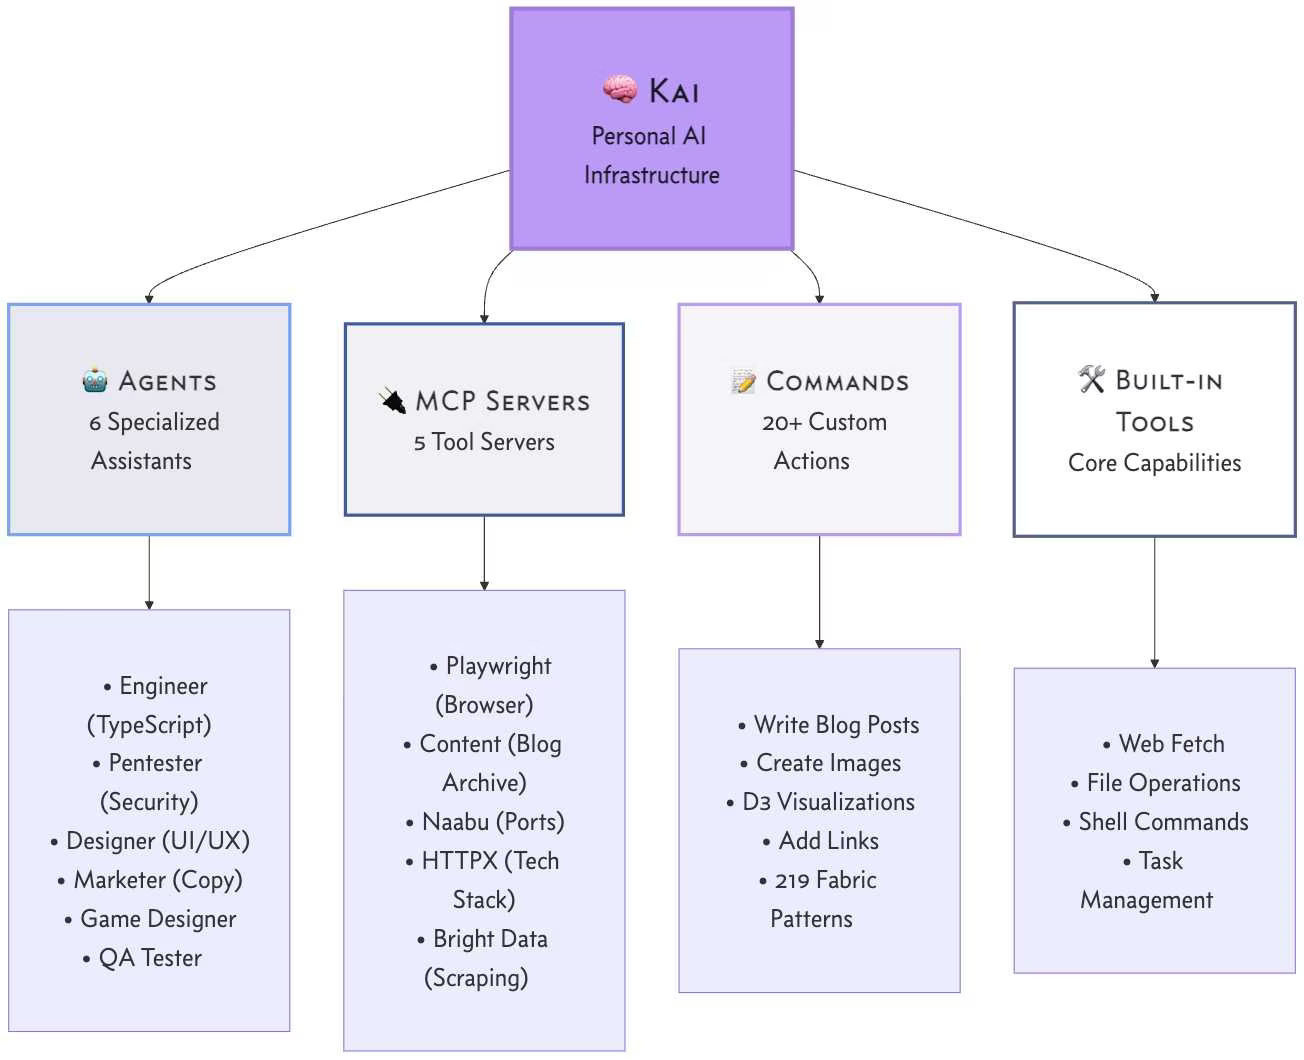 Kai
Personal AI
Infrastructure
Agents
6 Specialized
Assistants
MCP Servers
5 Tool Servers
Commands
20+ Custom
Actions
Built-in
Tools
Core Capabilities
• Engineer
(TypeScript)
• Pentester
(Security)
• Designer (UI/UX)
• Marketer (Copy)
• Game Designer
• QA Tester
• Playwright
(Browser)
• Content (Blog
Archive)
• Naabu (Ports)
• HTTPX (Tech
Stack)
• Bright Data
(Scraping)
• Write Blog Posts
• Create Images
• D3 Visualizations
• Add Links
• 219 Fabric
Patterns
• Web Fetch
• File Operations
• Shell Commands
• Task
Management